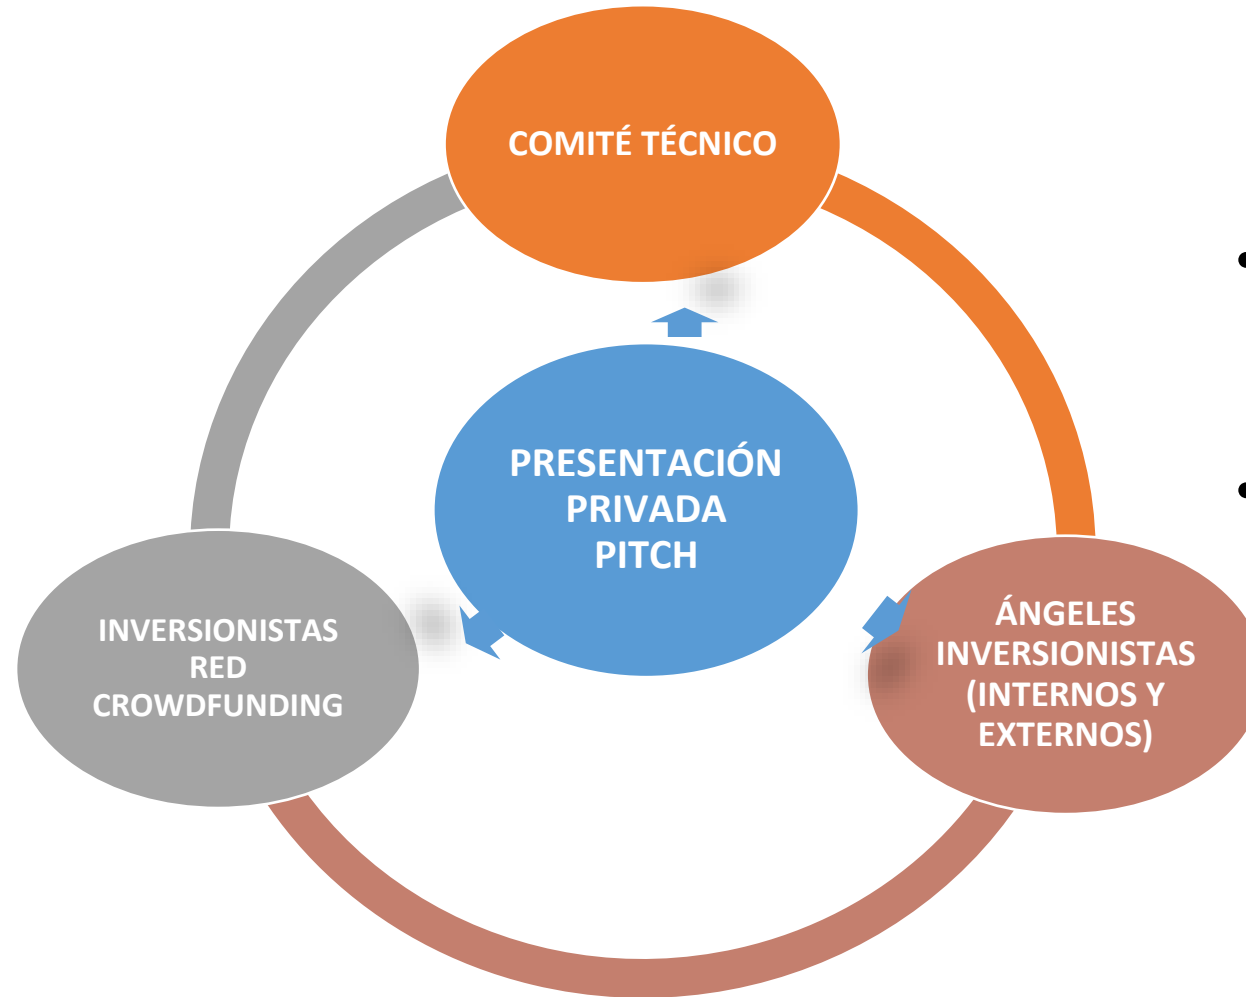 COMITÉ TÉCNICO
PRESENTACIÓN
PRIVADA
PITCH
INVERSIONISTAS
RED
CROWDFUNDING
ÁNGELES
INVERSIONISTAS
(INTERNOS Y
EXTERNOS)